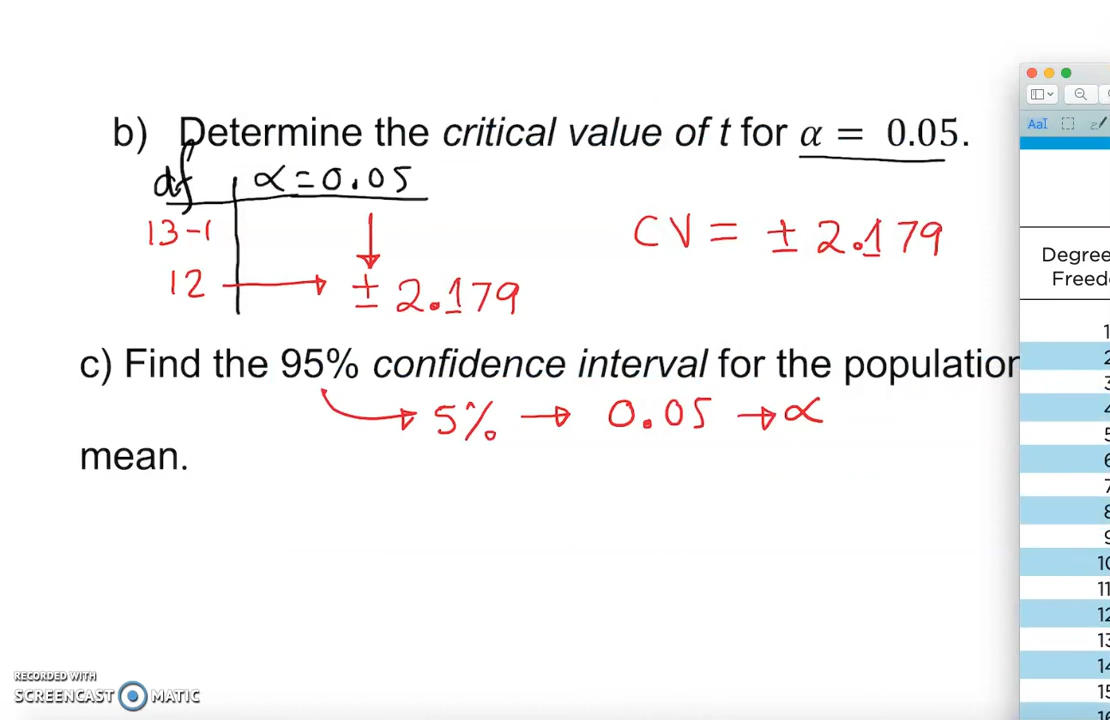 b) Determine the critical value of t for α = 0.05.
df α = 0.05
13-1
CV = ± 2.179
12 ± 2.179
c) Find the 95% confidence interval for the population
5% → 0.05 → α
mean.
AaI
Degree
Freed
1
2
3
4
5
6
7
8
9
10
11
12
13
14
15
16
RECORDED WITH
SCREENCAST MATIC